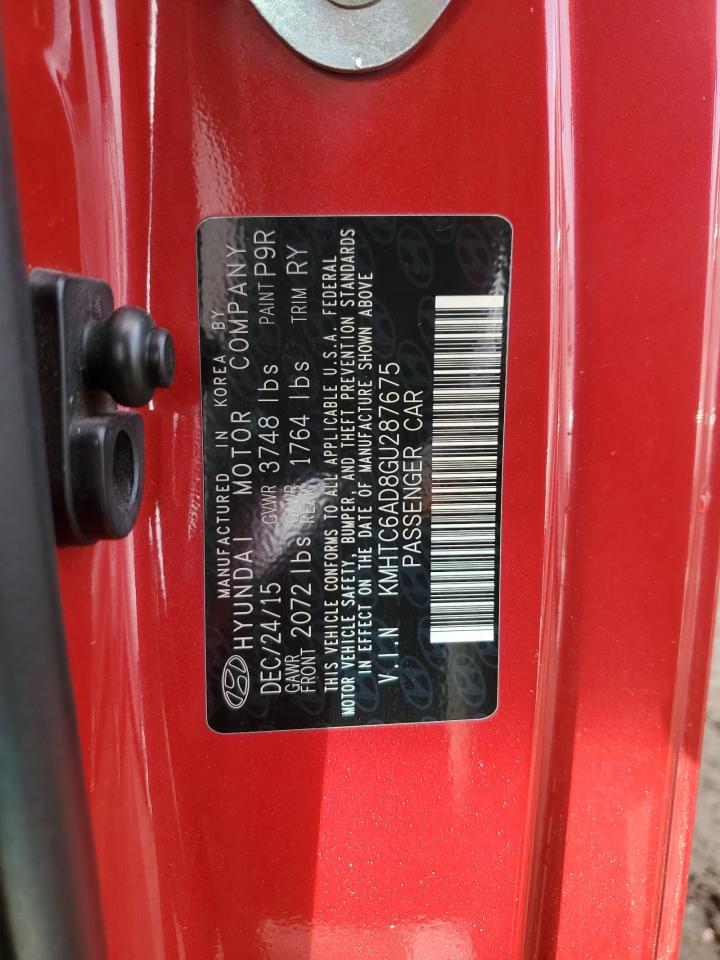 MANUFACTURED IN KOREA BY
HYUNDAI MOTOR COMPANY
DEC/24/15 GVWR 3748 lbs PAINT P9R
GAWR FRONT 2072 lbs GAWR REAR 1764 lbs TRIM RY
THIS VEHICLE CONFORMS TO ALL APPLICABLE U.S.A. FEDERAL
MOTOR VEHICLE SAFETY, BUMPER, AND THEFT PREVENTION STANDARDS
IN EFFECT ON THE DATE OF MANUFACTURE SHOWN ABOVE
V.I.N KMHTC6AD8GU287675
PASSENGER CAR